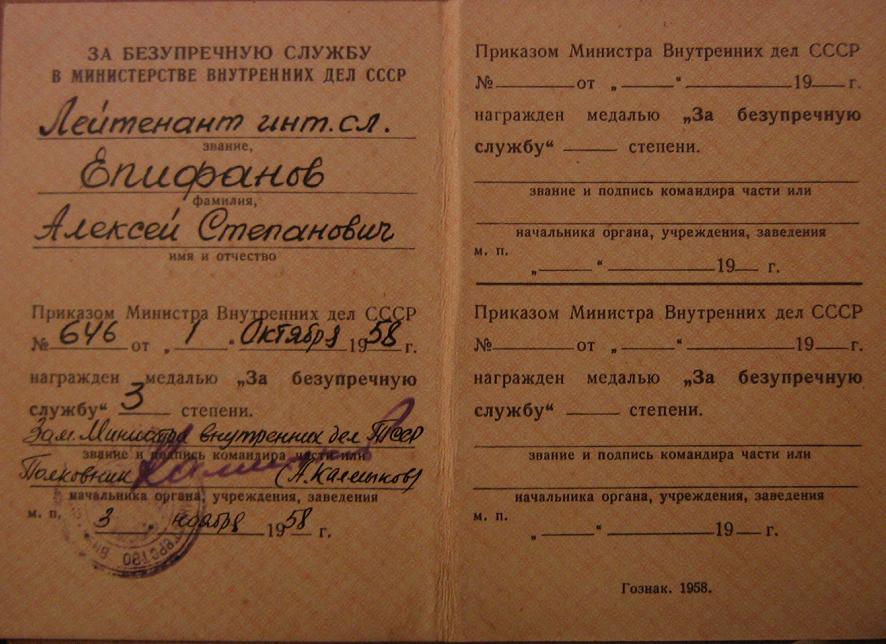 ЗА БЕЗУПРЕЧНУЮ СЛУЖБУ
В МИНИСТЕРСТВЕ ВНУТРЕННИХ ДЕЛ СССР
Лейтенант инт.сл.
звание,
Епифанов
фамилия,
Алексей Степанович
имя и отчество
Приказом Министра Внутренних дел СССР
№ 646 от „ 1 “ Октября 1958 г.
награжден медалью „За безупречную
службу“ 3 степени.
Зам. Министра внутренних дел ТССР
звание и подпись командира части или
Полковник (А.Калмыков)
начальника органа, учреждения, заведения
м. п. 3 „ ноября 1958 г.
Приказом Министра Внутренних дел СССР
№ от „ “ 19 г.
награжден медалью „За безупречную
службу“ степени.
звание и подпись командира части или
начальника органа, учреждения, заведения
м. п.
„ “ 19 г.
Приказом Министра Внутренних дел СССР
№ от „ “ 19 г.
награжден медалью „За безупречную
службу“ степени.
звание и подпись командира части или
начальника органа, учреждения, заведения
м. п.
„ “ 19 г.
Гознак. 1958.